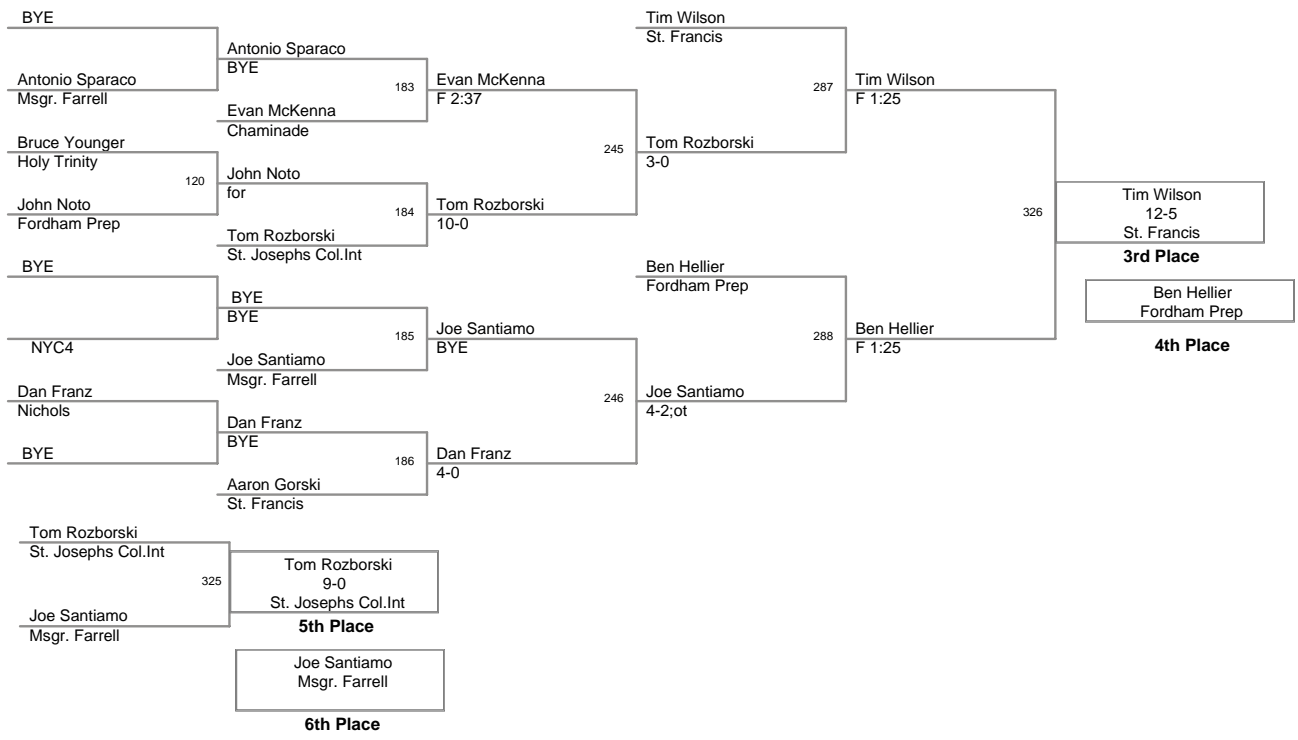 BYE
Antonio Sparaco
Msgr. Farrell
Bruce Younger
Holy Trinity
120
John Noto
Fordham Prep
BYE
NYC4
Dan Franz
Nichols
BYE
Antonio Sparaco
BYE
183
Evan McKenna
Chaminade
John Noto
for
184
Tom Rozborski
St. Josephs Col.Int
BYE
BYE
185
Joe Santiamo
Msgr. Farrell
Dan Franz
BYE
186
Aaron Gorski
St. Francis
Evan McKenna
F 2:37
245
Tom Rozborski
10-0
Joe Santiamo
BYE
246
Dan Franz
4-0
Tim Wilson
St. Francis
287
Tom Rozborski
3-0
Ben Hellier
Fordham Prep
288
Joe Santiamo
4-2;ot
Tim Wilson
F 1:25
326
Ben Hellier
F 1:25
Tim Wilson
12-5
St. Francis
3rd Place
Ben Hellier
Fordham Prep
4th Place
Tom Rozborski
St. Josephs Col.Int
325
Joe Santiamo
Msgr. Farrell
Tom Rozborski
9-0
St. Josephs Col.Int
5th Place
Joe Santiamo
Msgr. Farrell
6th Place